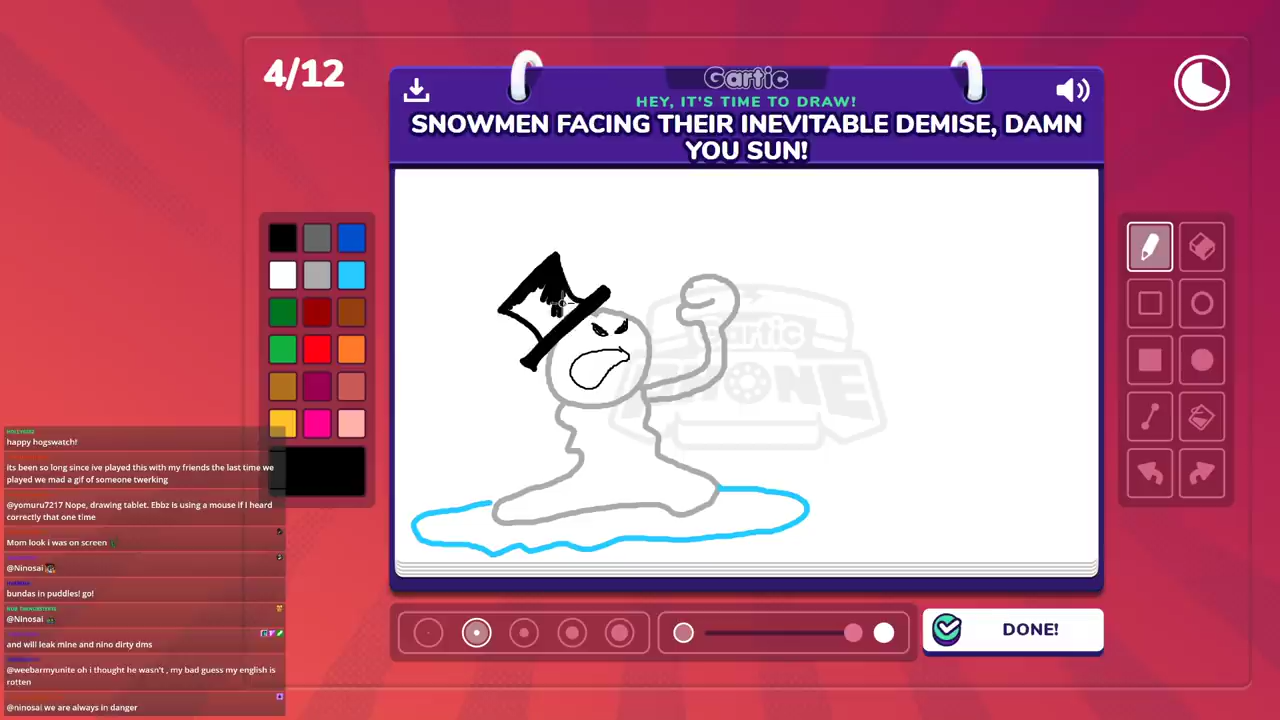 4/12
Gartic
HEY, IT'S TIME TO DRAW!
SNOWMEN FACING THEIR INEVITABLE DEMISE, DAMN
YOU SUN!
Gartic
PHONE
happy hogswatch!
its been so long since ive played this with my friends the last time we
played we mad a gif of someone twerking
@yomuru7217 Nope, drawing tablet. Ebbz is using a mouse if I heard
correctly that one time
Mom look i was on screen
@Ninosai
bundas in puddles! go!
@Ninosai
and will leak mine and nino dirty dms
@weebarmyunite oh i thought he wasn't , my bad guess my english is
rotten
@ninosai we are always in danger
DONE!